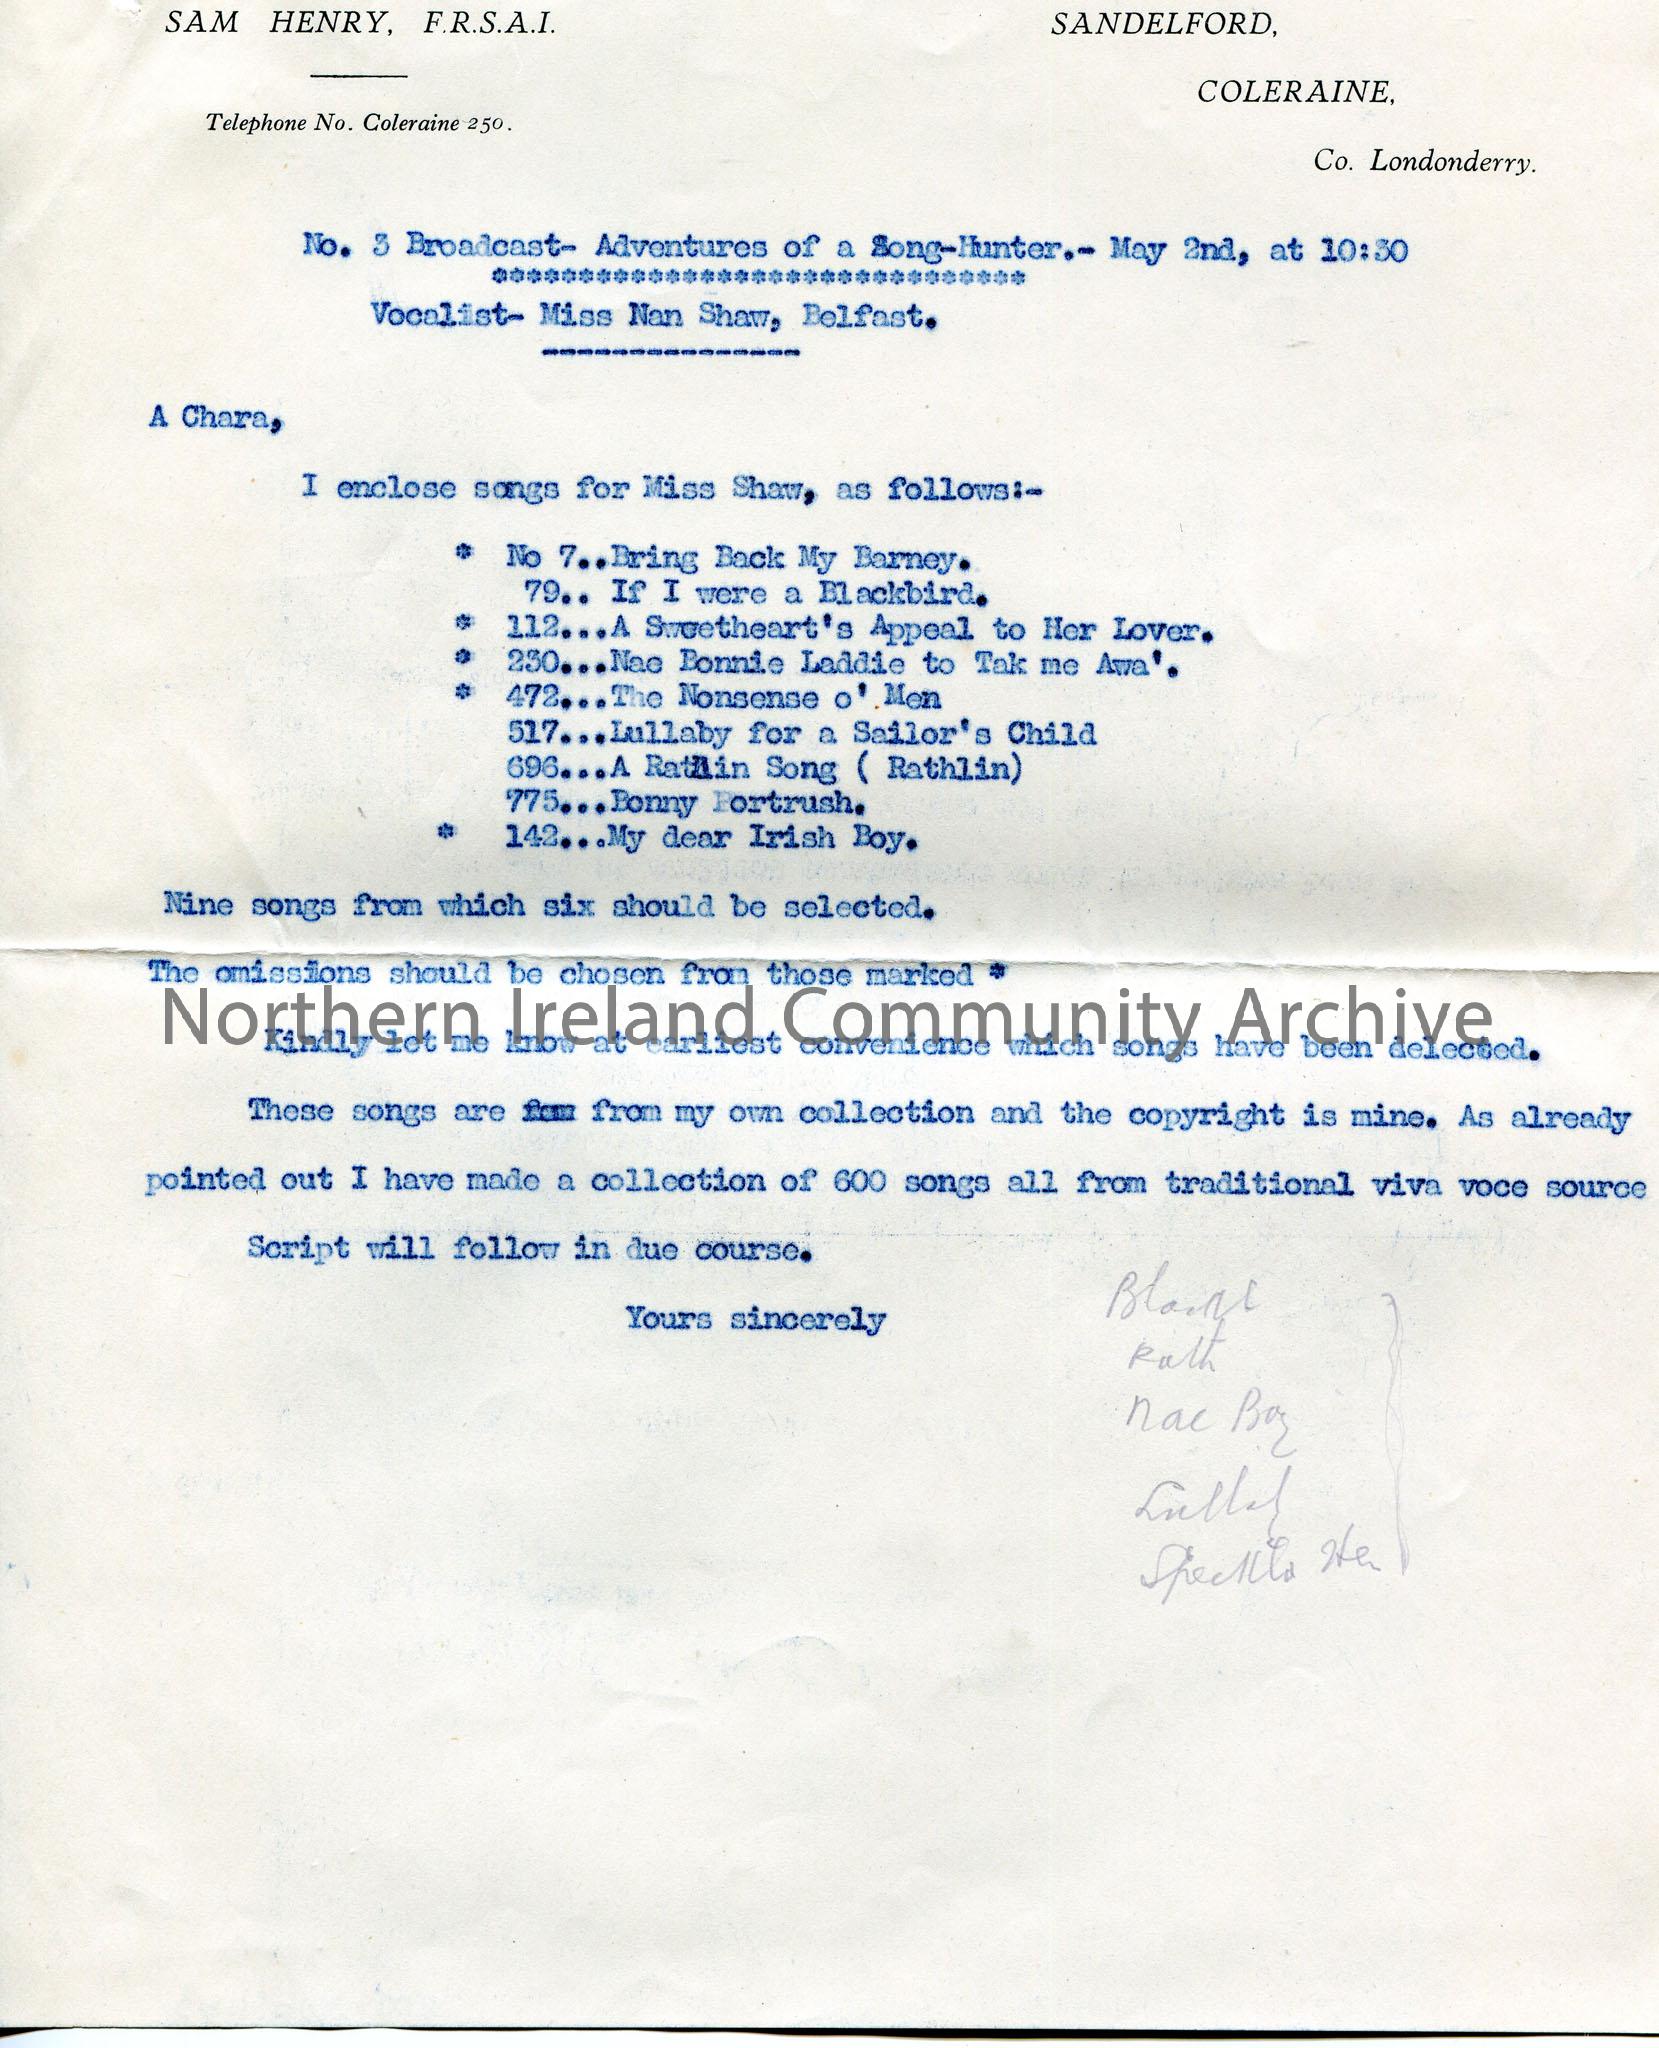 SAM HENRY, F.R.S.A.I.
Telephone No. Coleraine 250.
SANDELFORD,
COLERAINE,
Co. Londonderry.
No. 3 Broadcast- Adventures of a Song-Hunter.- May 2nd, at 10:30
*******************************
Vocalist- Miss Nan Shaw, Belfast.
---------------
A Chara,
I enclose songs for Miss Shaw, as follows:-
* No 7..Bring Back My Barney.
79.. If I were a Blackbird.
* 112...A Sweetheart's Appeal to Her Lover.
* 230...Nae Bonnie Laddie to Tak me Awa'.
* 472...The Nonsense o' Men
517...Lullaby for a Sailor's Child
696...A Rathlin Song ( Rathlin)
775...Bonny Portrush.
* 142...My dear Irish Boy.
Nine songs from which six should be selected.
The omissions should be chosen from those marked *
Northern Ireland Community Archive
Kindly let me know at earliest convenience which songs have been delected.
These songs are from my own collection and the copyright is mine. As already
pointed out I have made a collection of 600 songs all from traditional viva voce source
Script will follow in due course.
Yours sincerely
Rath
Nae Boy
Hen